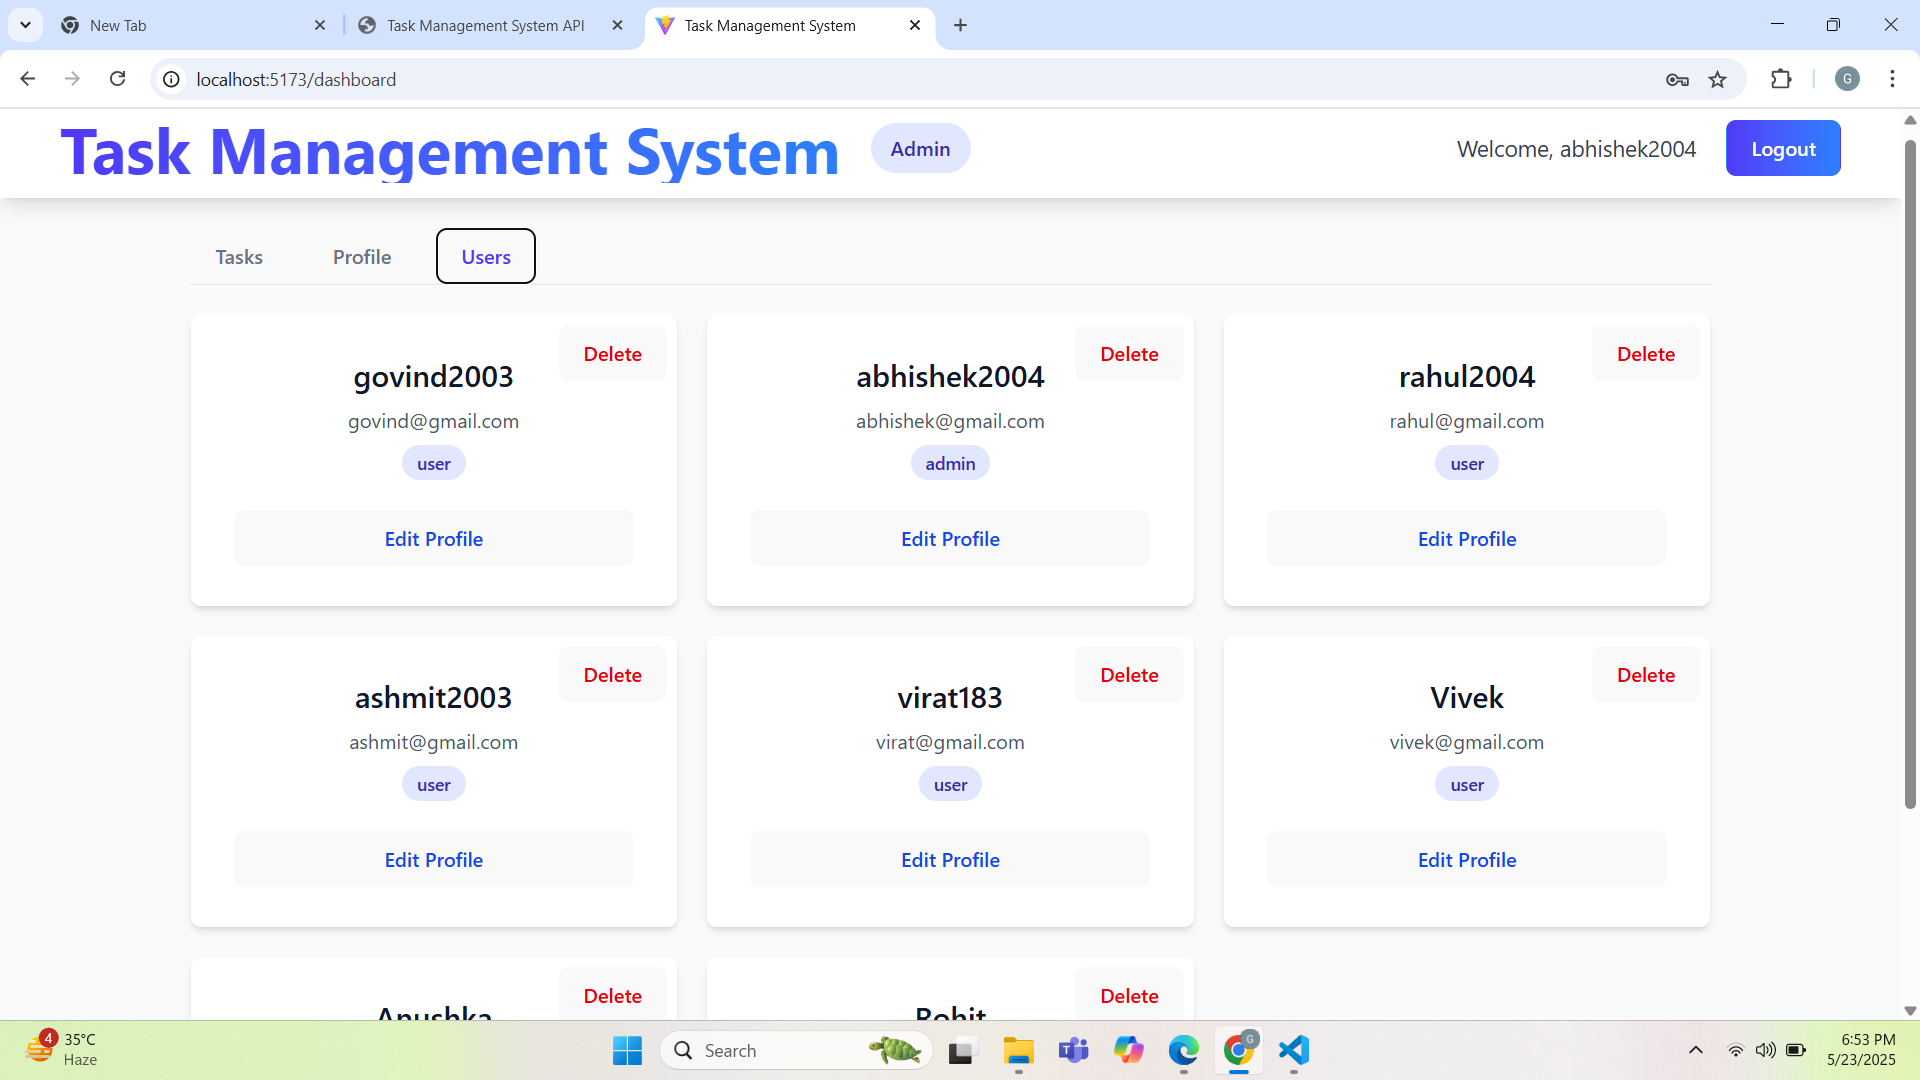 New Tab
Task Management System API
Task Management System
localhost:5173/dashboard
G
Task Management System
Admin
Welcome, abhishek2004
Logout
Tasks
Profile
Users
Delete
govind2003
govind@gmail.com
user
Edit Profile
Delete
abhishek2004
abhishek@gmail.com
admin
Edit Profile
Delete
rahul2004
rahul@gmail.com
user
Edit Profile
Delete
ashmit2003
ashmit@gmail.com
user
Edit Profile
Delete
virat183
virat@gmail.com
user
Edit Profile
Delete
Vivek
vivek@gmail.com
user
Edit Profile
Delete
Anushka
Delete
Rohit
4
35°C
Haze
Search
G
6:53 PM
5/23/2025